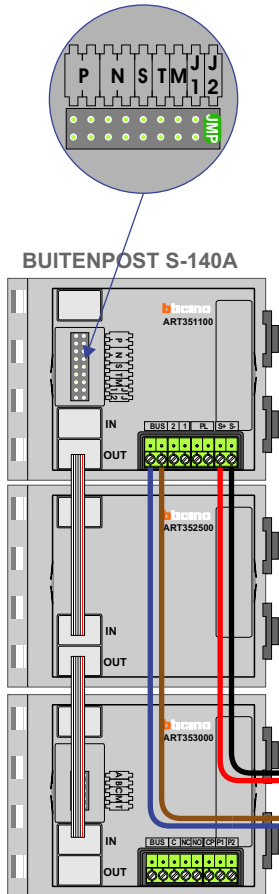 P N S T M J1 J2
JMP
BUITENPOST S-140A
bticino
ART351100
P N S T M J1 J2
IN
OUT
BUS 2 1 PL S+ S-
bticino
ART352500
IN
OUT
bticino
ART353000
A B C M T
IN
OUT
BUS C NC NO CP P1 P2